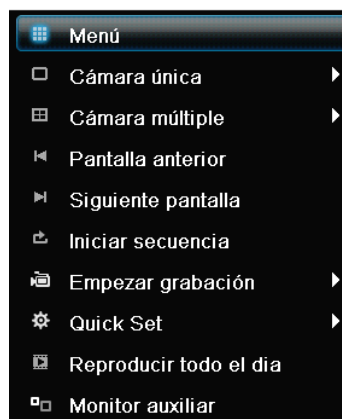 Menú
Cámara única
Cámara múltiple
Pantalla anterior
Siguiente pantalla
Iniciar secuencia
Empezar grabación
Quick Set
Reproducir todo el dia
Monitor auxiliar